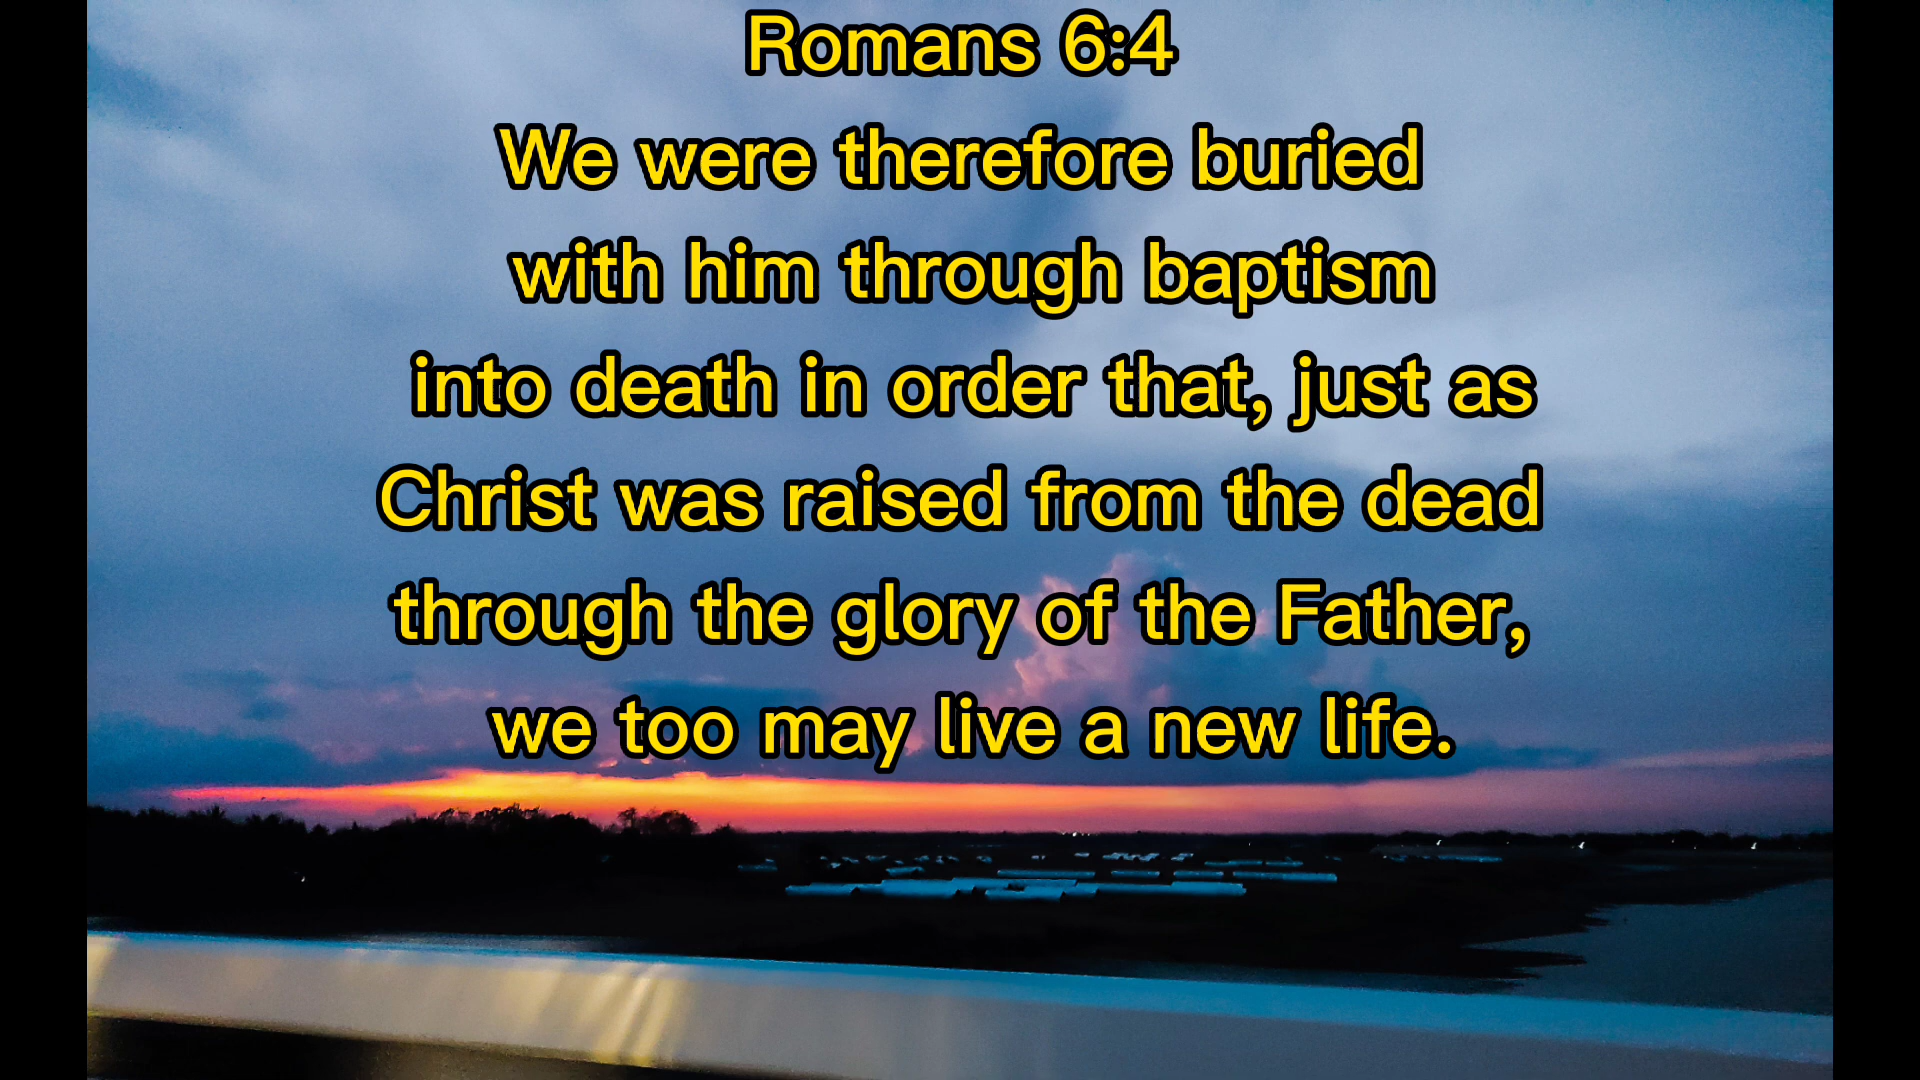 Romans 6:4
We were therefore buried
with him through baptism
into death in order that, just as
Christ was raised from the dead
through the glory of the Father,
we too may live a new life.